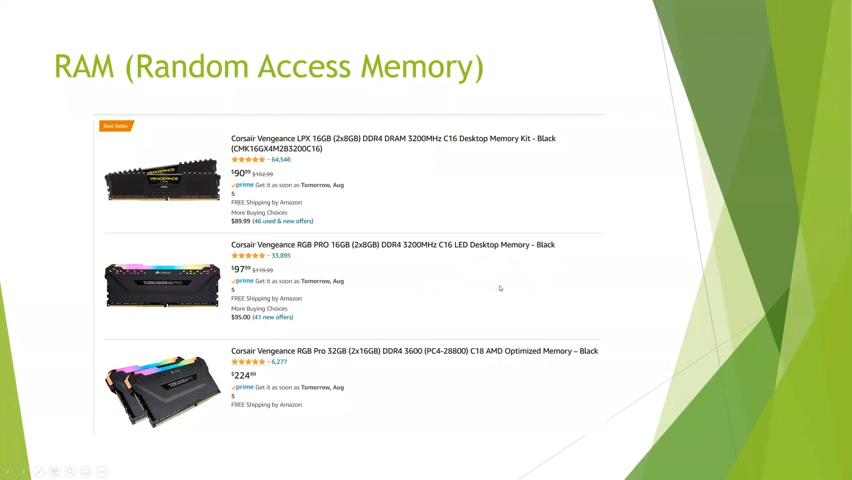 RAM (Random Access Memory)
Best Seller
Corsair Vengeance LPX 16GB (2x8GB) DDR4 DRAM 3200MHz C16 Desktop Memory Kit - Black
(CMK16GX4M2B3200C16)
64,546
$90.99 $102.99
prime Get it as soon as Tomorrow, Aug
5
FREE Shipping by Amazon
More Buying Choices
$89.99 (46 used & new offers)
VENGEANCE
Corsair Vengeance RGB PRO 16GB (2x8GB) DDR4 3200MHz C16 LED Desktop Memory - Black
33,895
$97.99 $119.99
prime Get it as soon as Tomorrow, Aug
5
FREE Shipping by Amazon
More Buying Choices
$95.00 (41 new offers)
Corsair Vengeance RGB Pro 32GB (2x16GB) DDR4 3600 (PC4-28800) C18 AMD Optimized Memory – Black
6,277
$224.99
prime Get it as soon as Tomorrow, Aug
5
FREE Shipping by Amazon